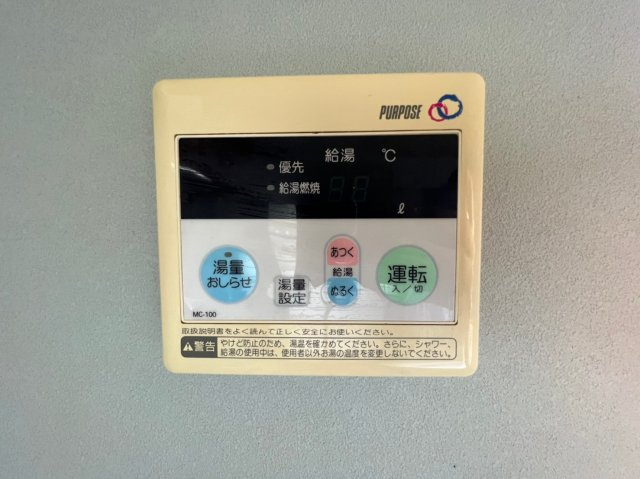 PURPOSE
給湯 ℃
優先
給湯燃焼
ℓ
湯量
おしらせ
湯量
設定
あつく
給湯
ぬるく
運転
入/切
MC-100
取扱説明書をよく読んで正しく安全にお使いください。
警告
やけど防止のため、湯温を確かめてください。さらに、シャワー、
給湯の使用中は、使用者以外お湯の温度を変更しないでください。